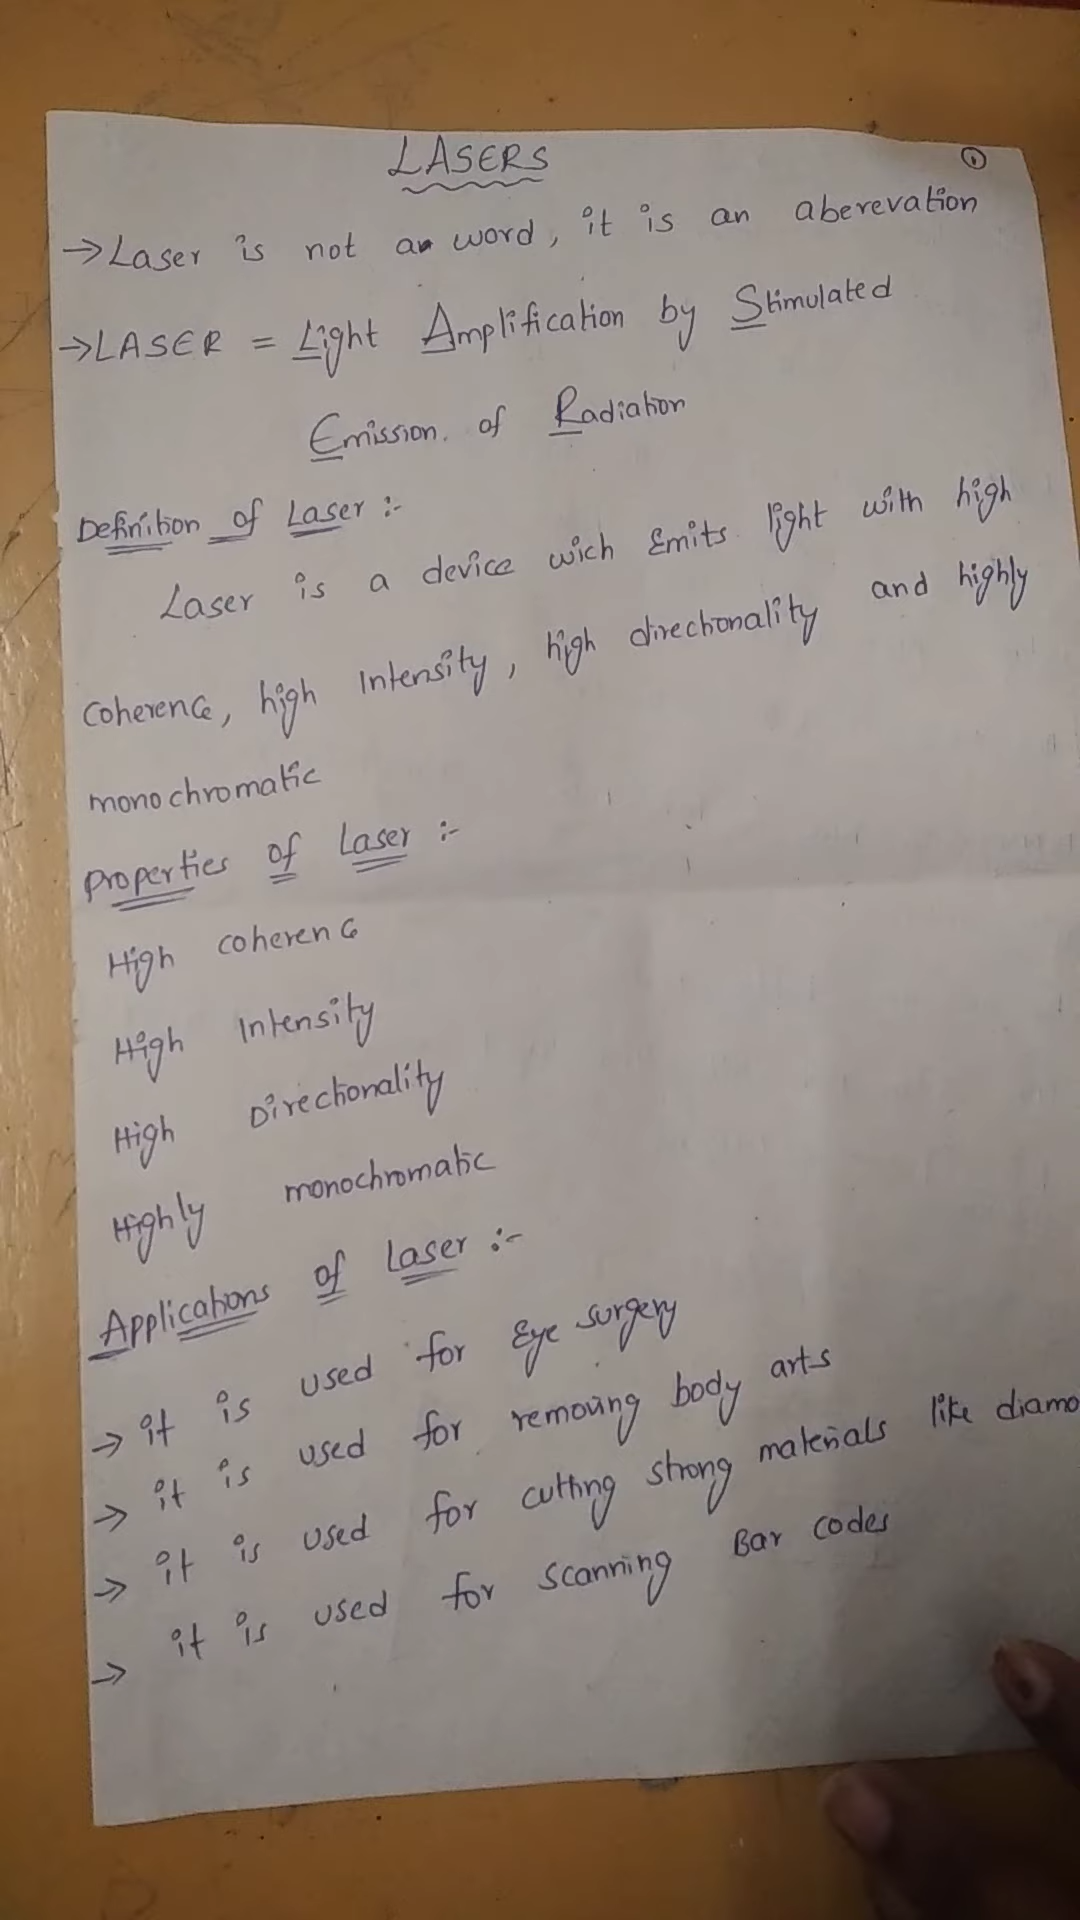 LASERS
①
→ Laser is not a word, it is an aberevation
→ LASER = Light Amplification by Stimulated
Emission of Radiation
Definition of Laser :-
Laser is a device wich Emits light with high
coherence, high Intensity, high directionality and highly
monochromatic
Properties of Laser :-
High coherence
High Intensity
High Directionality
Highly monochromatic
Applications of Laser :-
→ it is used for Eye surgery
→ it is used for removing body arts
→ it is used for cutting strong materials like diamo
→ it is used for scanning Bar codes